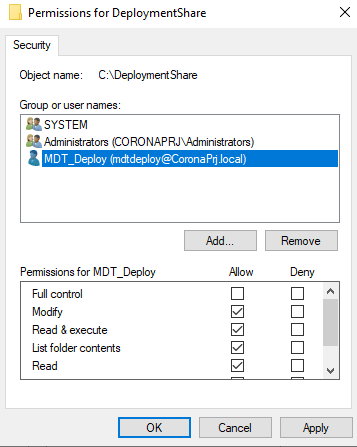 Permissions for DeploymentShare
Security
Object name: C:\DeploymentShare
Group or user names:
SYSTEM
Administrators (CORONAPRJ\Administrators)
MDT_Deploy (mdtdeploy@CoronaPrj.local)
Add... Remove
Permissions for MDT_Deploy Allow Deny
Full control
Modify
Read & execute
List folder contents
Read
OK Cancel Apply